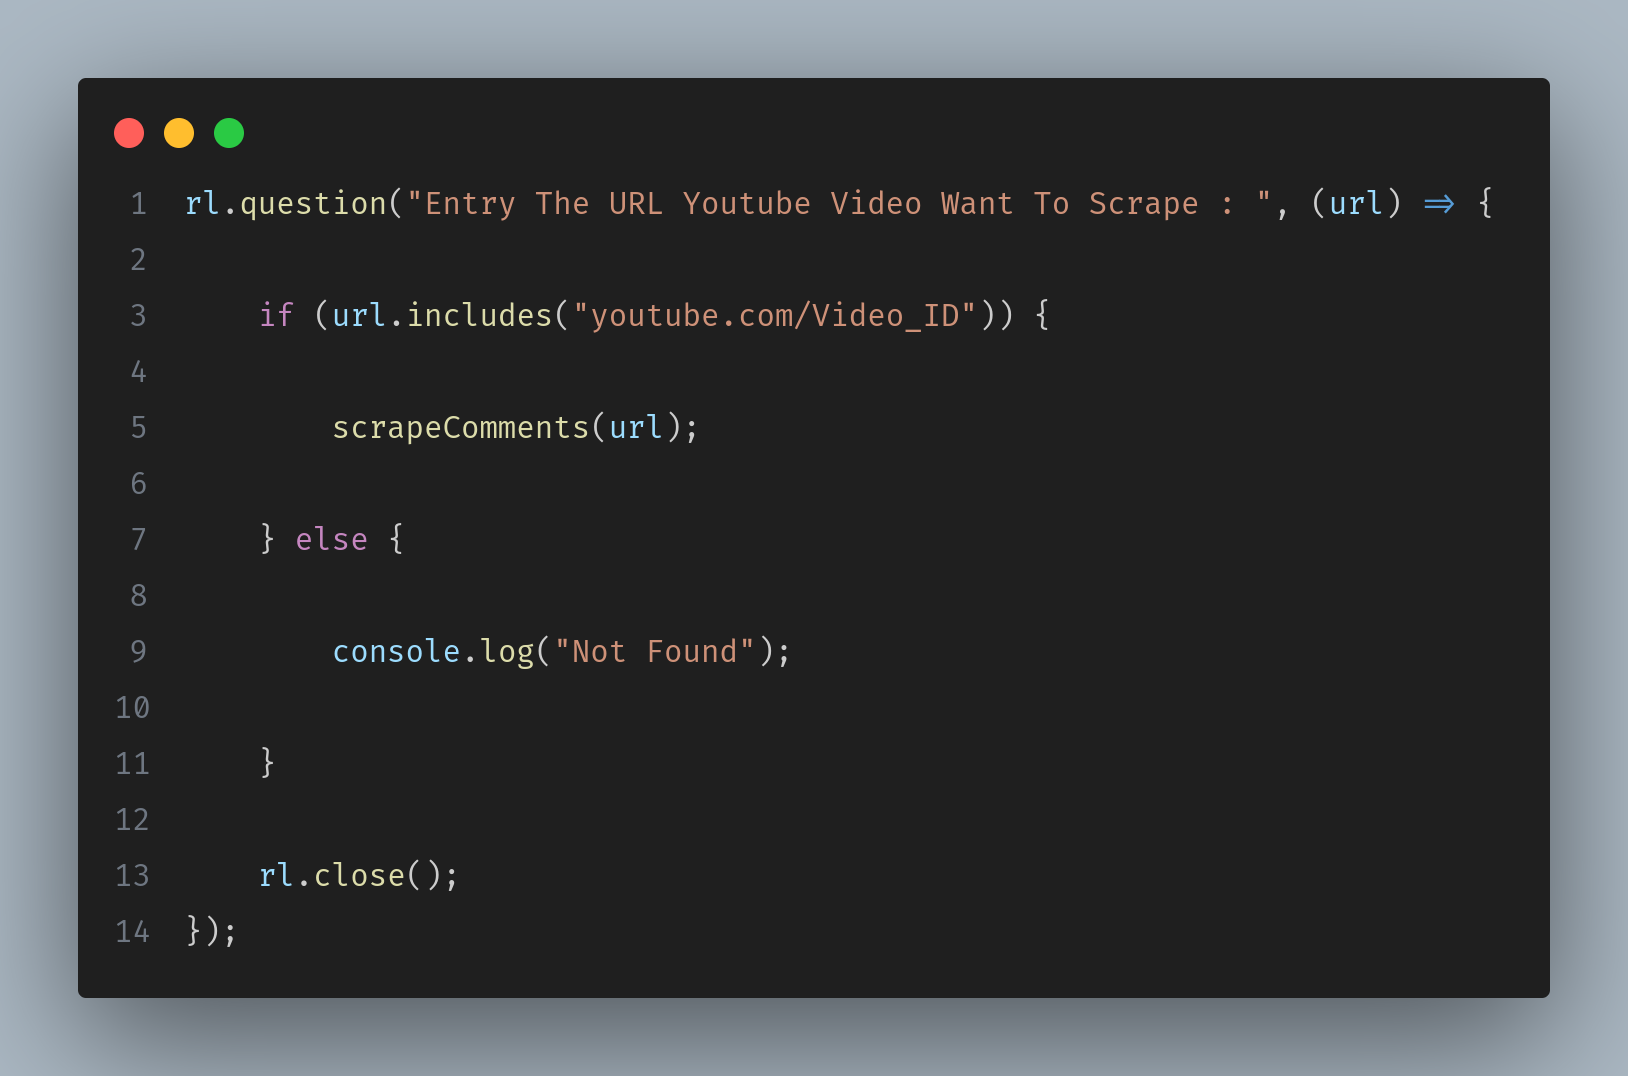 1 rl.question("Entry The URL Youtube Video Want To Scrape : ", (url) => {
2
3     if (url.includes("youtube.com/Video_ID")) {
4
5         scrapeComments(url);
6
7     } else {
8
9         console.log("Not Found");
10
11     }
12
13     rl.close();
14 });